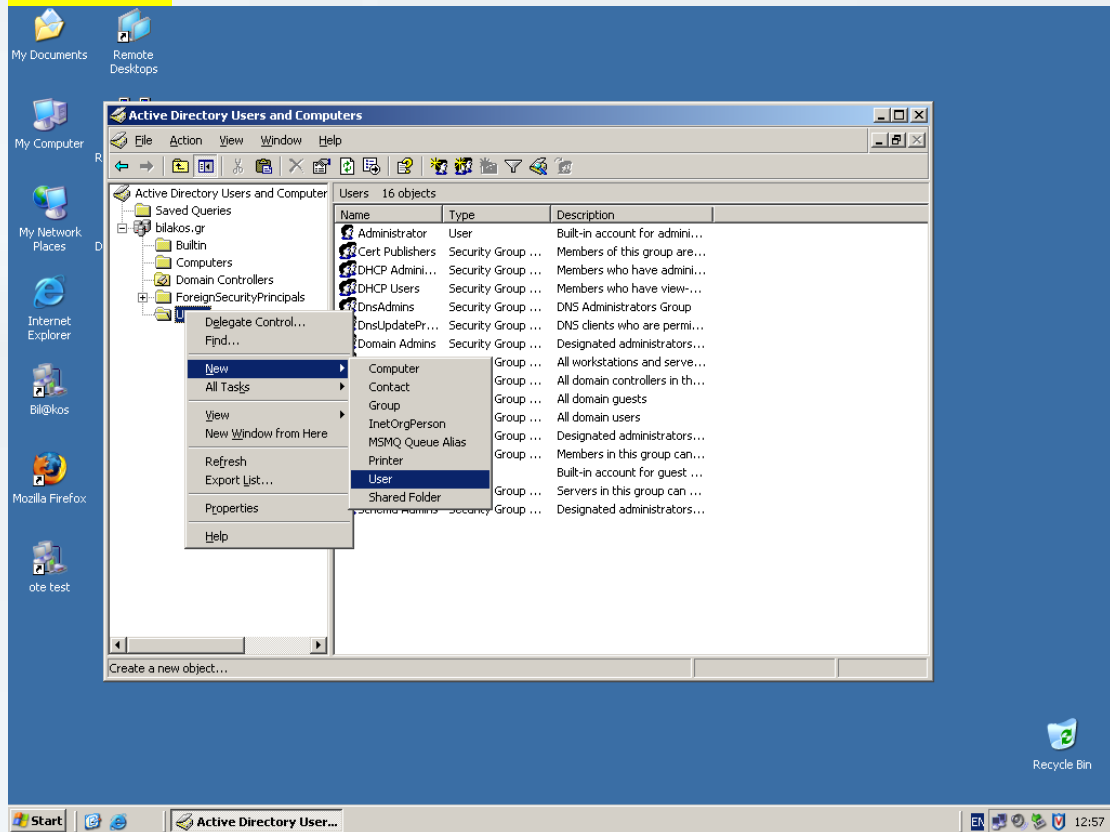 My Documents
Remote
Desktops
My Computer
My Network
Places
Internet
Explorer
Bil@kos
Mozilla Firefox
ote test
Active Directory Users and Computers
File Action View Window Help
Active Directory Users and Computer
Saved Queries
bilakos.gr
Builtin
Computers
Domain Controllers
ForeignSecurityPrincipals
Users 16 objects
Name Type Description
Administrator User Built-in account for admini...
Cert Publishers Security Group ... Members of this group are...
DHCP Admini... Security Group ... Members who have admini...
DHCP Users Security Group ... Members who have view-...
DnsAdmins Security Group ... DNS Administrators Group
DnsUpdatePr... Security Group ... DNS clients who are permi...
Domain Admins Security Group ... Designated administrators...
Group ... All workstations and serve...
Group ... All domain controllers in th...
Group ... All domain guests
Group ... All domain users
Group ... Designated administrators...
Group ... Members in this group can...
Built-in account for guest ...
Group ... Servers in this group can ...
Schema Admins Security Group ... Designated administrators...
Delegate Control...
Find...
New
All Tasks
View
New Window from Here
Refresh
Export List...
Properties
Help
Computer
Contact
Group
InetOrgPerson
MSMQ Queue Alias
Printer
User
Shared Folder
Create a new object...
Recycle Bin
Start
Active Directory User...
EN
12:57